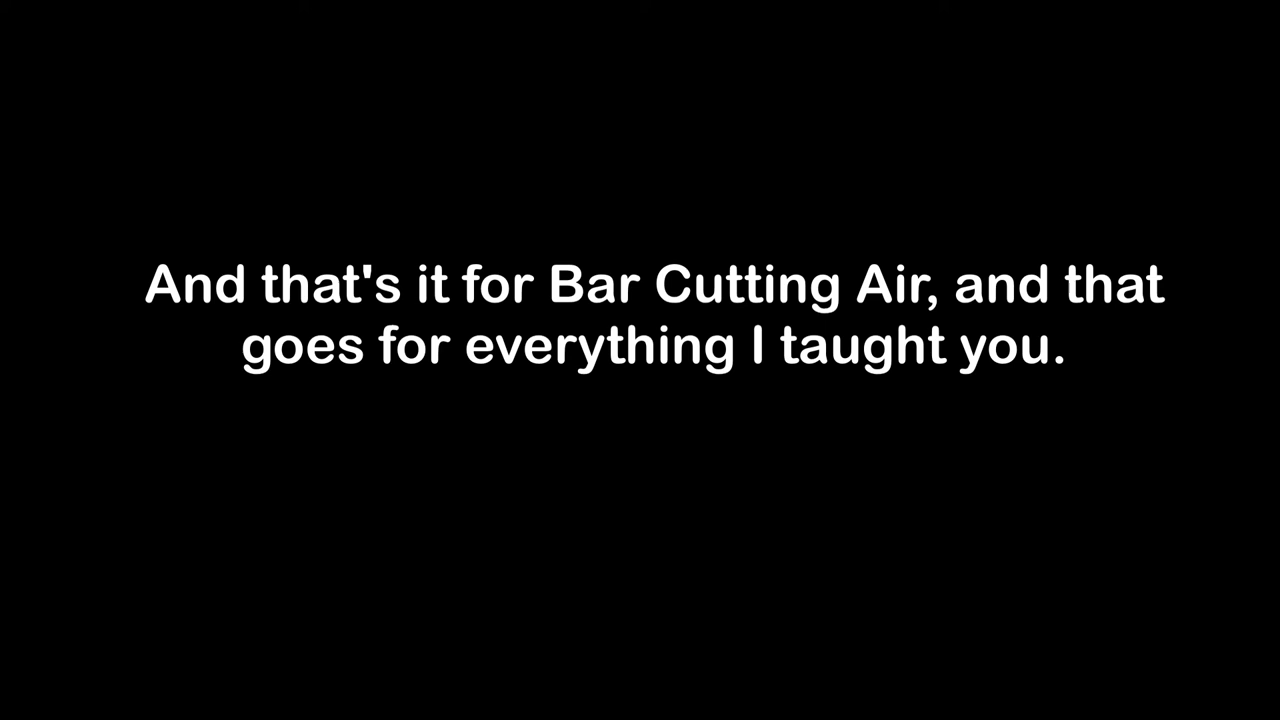 And that's it for Bar Cutting Air, and that
goes for everything I taught you.